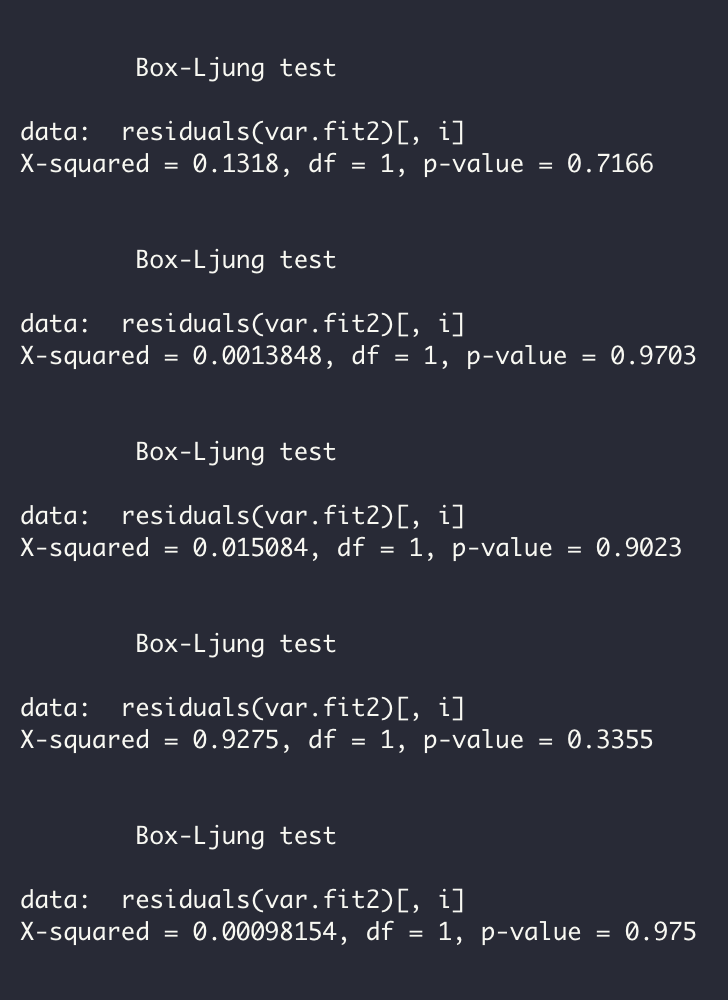 Box-Ljung test
data:  residuals(var.fit2)[, i]
X-squared = 0.1318, df = 1, p-value = 0.7166
Box-Ljung test
data:  residuals(var.fit2)[, i]
X-squared = 0.0013848, df = 1, p-value = 0.9703
Box-Ljung test
data:  residuals(var.fit2)[, i]
X-squared = 0.015084, df = 1, p-value = 0.9023
Box-Ljung test
data:  residuals(var.fit2)[, i]
X-squared = 0.9275, df = 1, p-value = 0.3355
Box-Ljung test
data:  residuals(var.fit2)[, i]
X-squared = 0.00098154, df = 1, p-value = 0.975